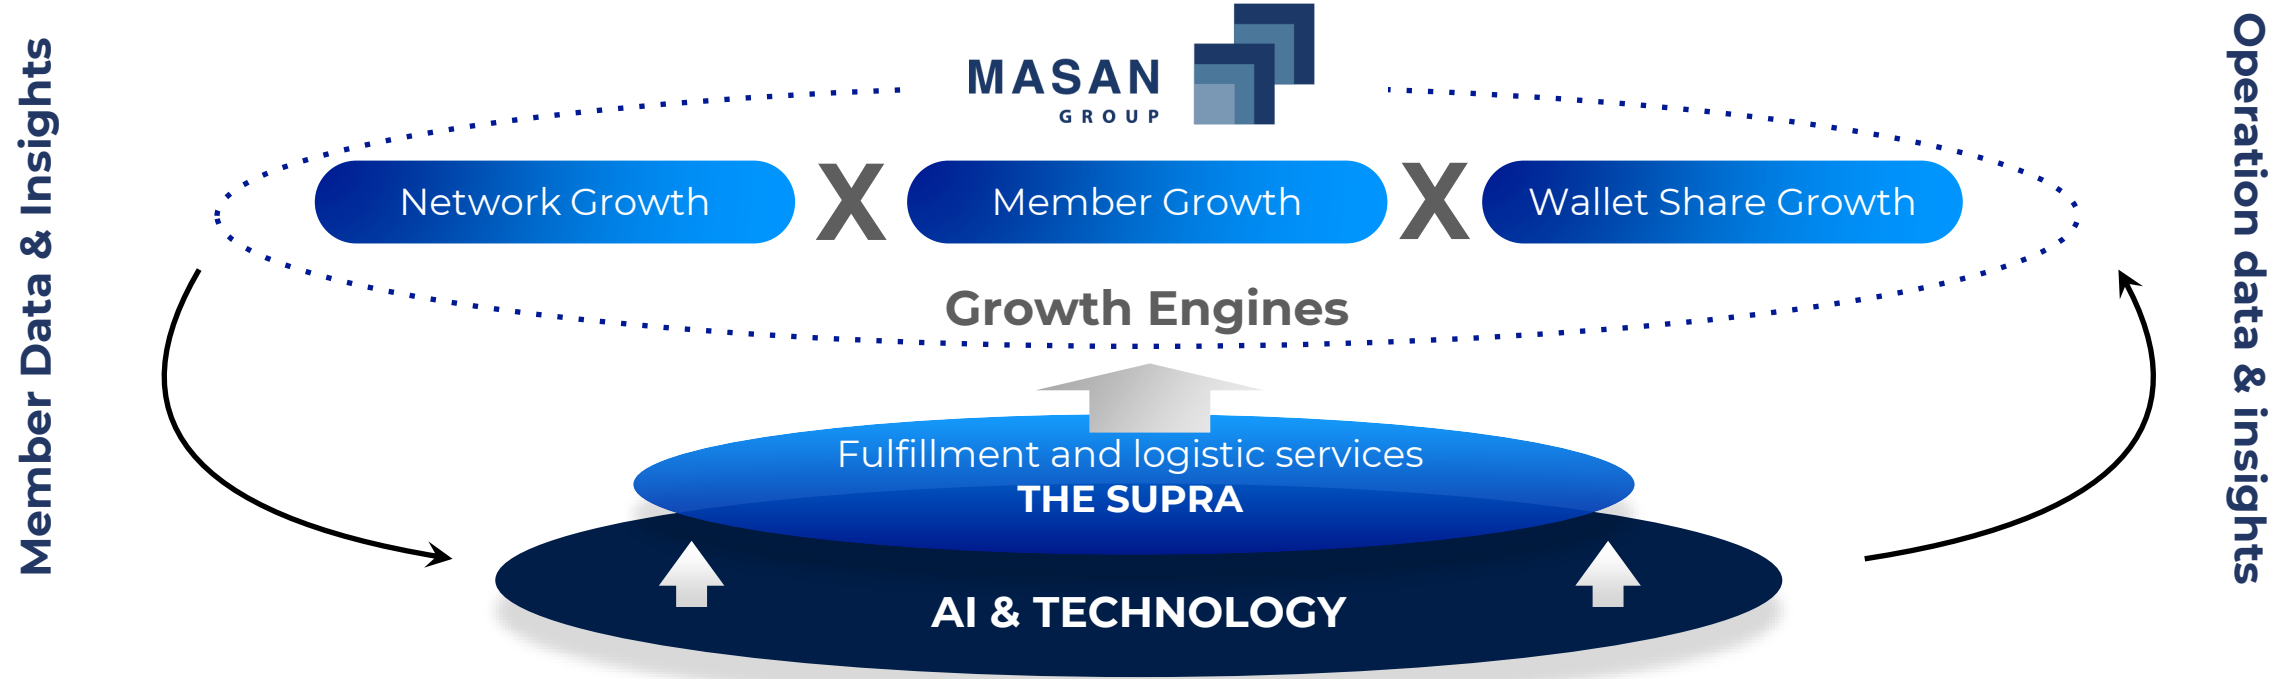 MASAN
GROUP
Member Data & Insights
Operation data & insights
Network Growth X Member Growth X Wallet Share Growth
Growth Engines
Fulfillment and logistic services
THE SUPRA
AI & TECHNOLOGY